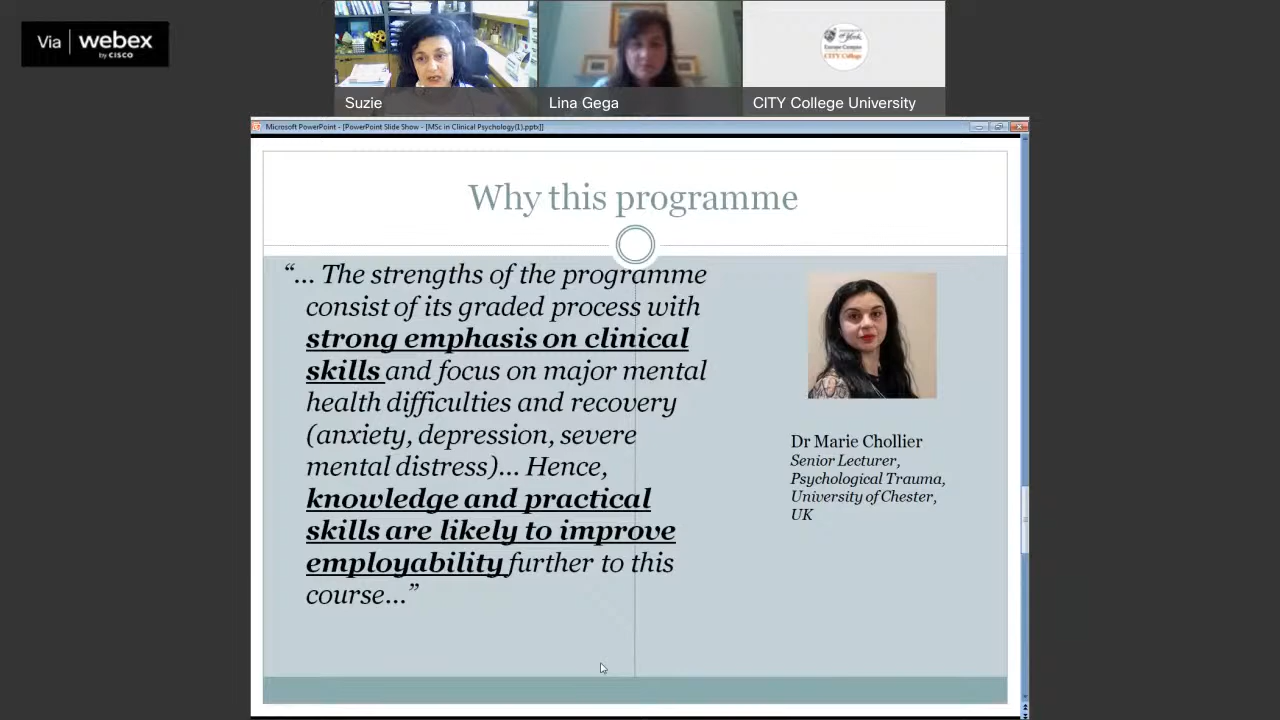 Via webex
by CISCO
Europe Campus
CITY College
Suzie
Lina Gega
CITY College University
Microsoft PowerPoint - [PowerPoint Slide Show - [MSc in Clinical Psychology(1).pptx]]
Why this programme
“... The strengths of the programme
consist of its graded process with
strong emphasis on clinical
skills and focus on major mental
health difficulties and recovery
(anxiety, depression, severe
mental distress)... Hence,
knowledge and practical
skills are likely to improve
employability further to this
course...”
Dr Marie Chollier
Senior Lecturer,
Psychological Trauma,
University of Chester,
UK